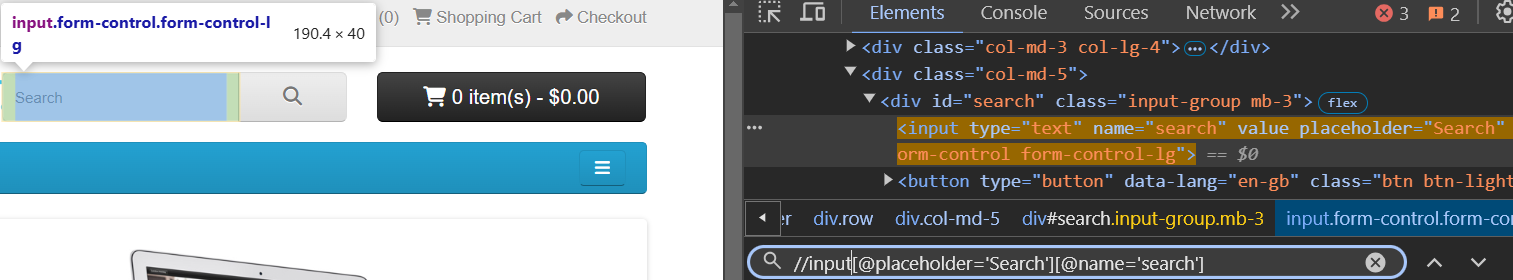 input.form-control.form-control-l
g
190.4 × 40
(0) Shopping Cart Checkout
Search
0 item(s) - $0.00
Elements Console Sources Network 3 2
<div class="col-md-3 col-lg-4">…</div>
<div class="col-md-5">
<div id="search" class="input-group mb-3"> flex
… <input type="text" name="search" value placeholder="Search"
orm-control form-control-lg"> == $0
<button type="button" data-lang="en-gb" class="btn btn-light
er div.row div.col-md-5 div#search.input-group.mb-3 input.form-control.form-co
//input[@placeholder='Search'][@name='search']